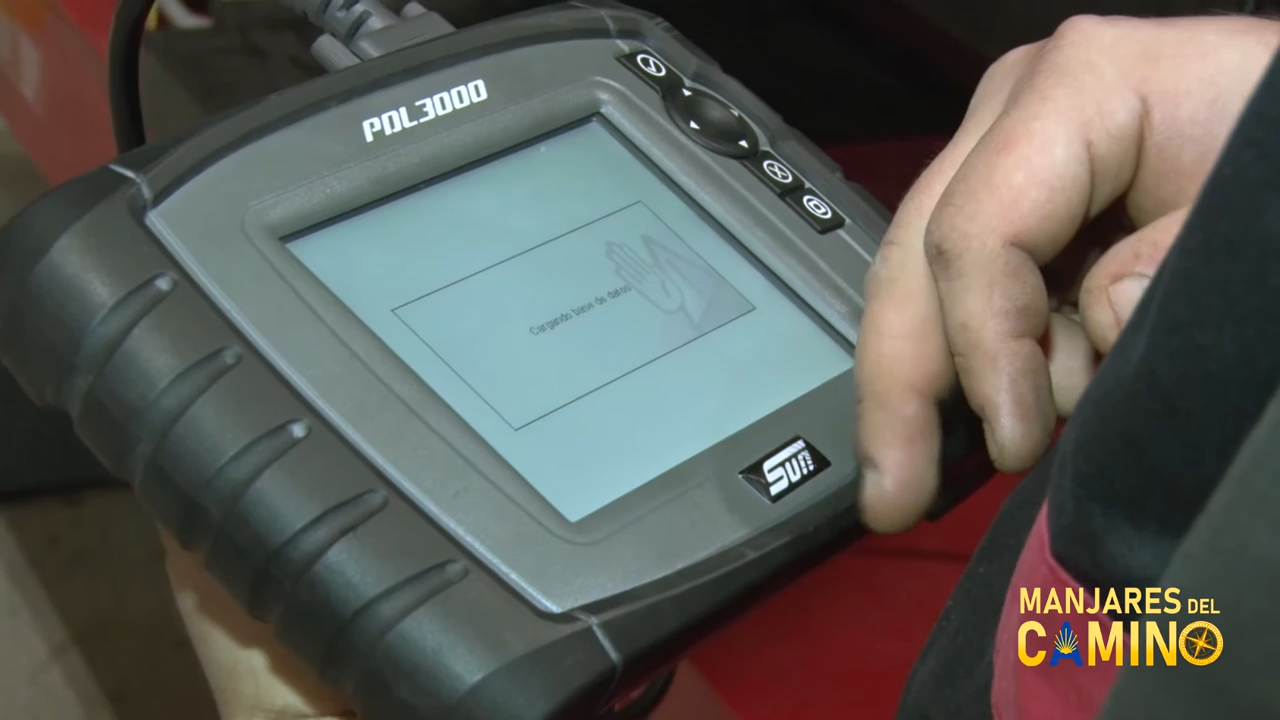 PDL3000
Cargando base de datos
Sun
MANJARES DEL
CAMINO